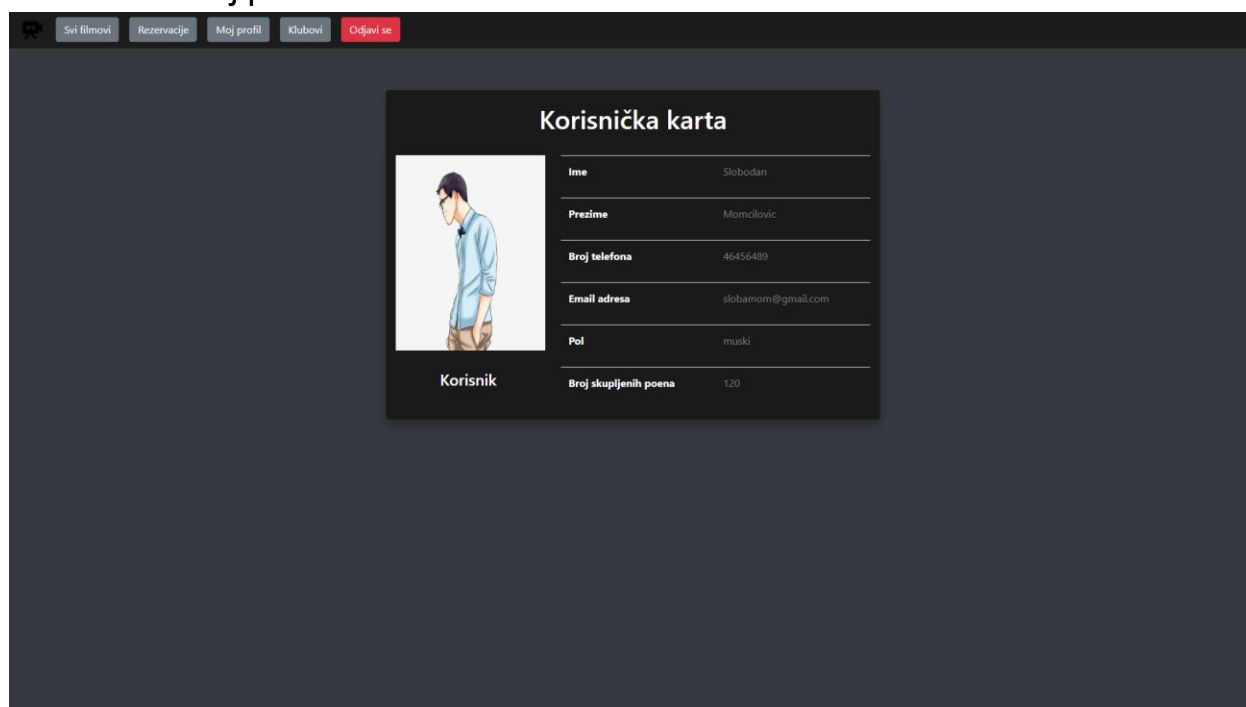 Svi filmovi Rezervacije Moj profil Klubovi Odjavi se
Korisnička karta
Ime Slobodan
Prezime Momcilovic
Broj telefona 46456489
Email adresa slobamom@gmail.com
Pol muski
Korisnik
Broj skupljenih poena 120